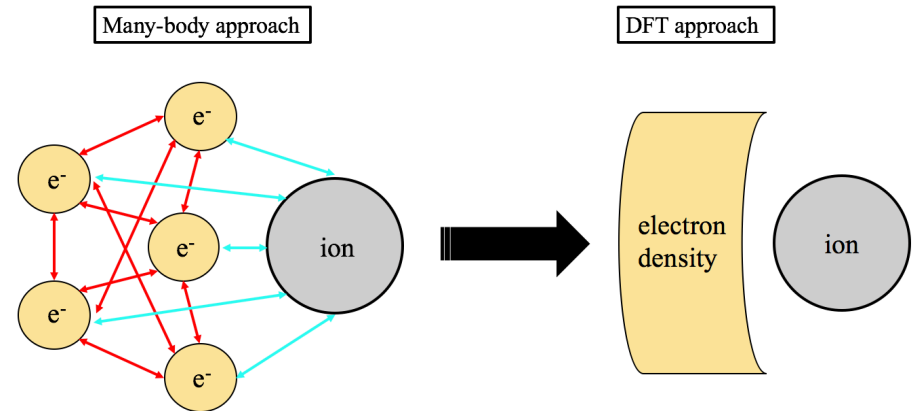 Many-body approach
DFT approach
e-
e-
e-
e-
e-
ion
electron
density
ion